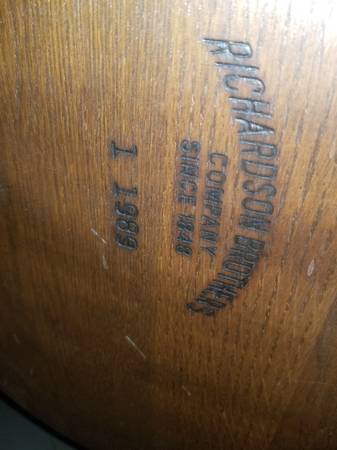 RICHARDSON BROTHERS
COMPANY
SINCE 1848
I 1989